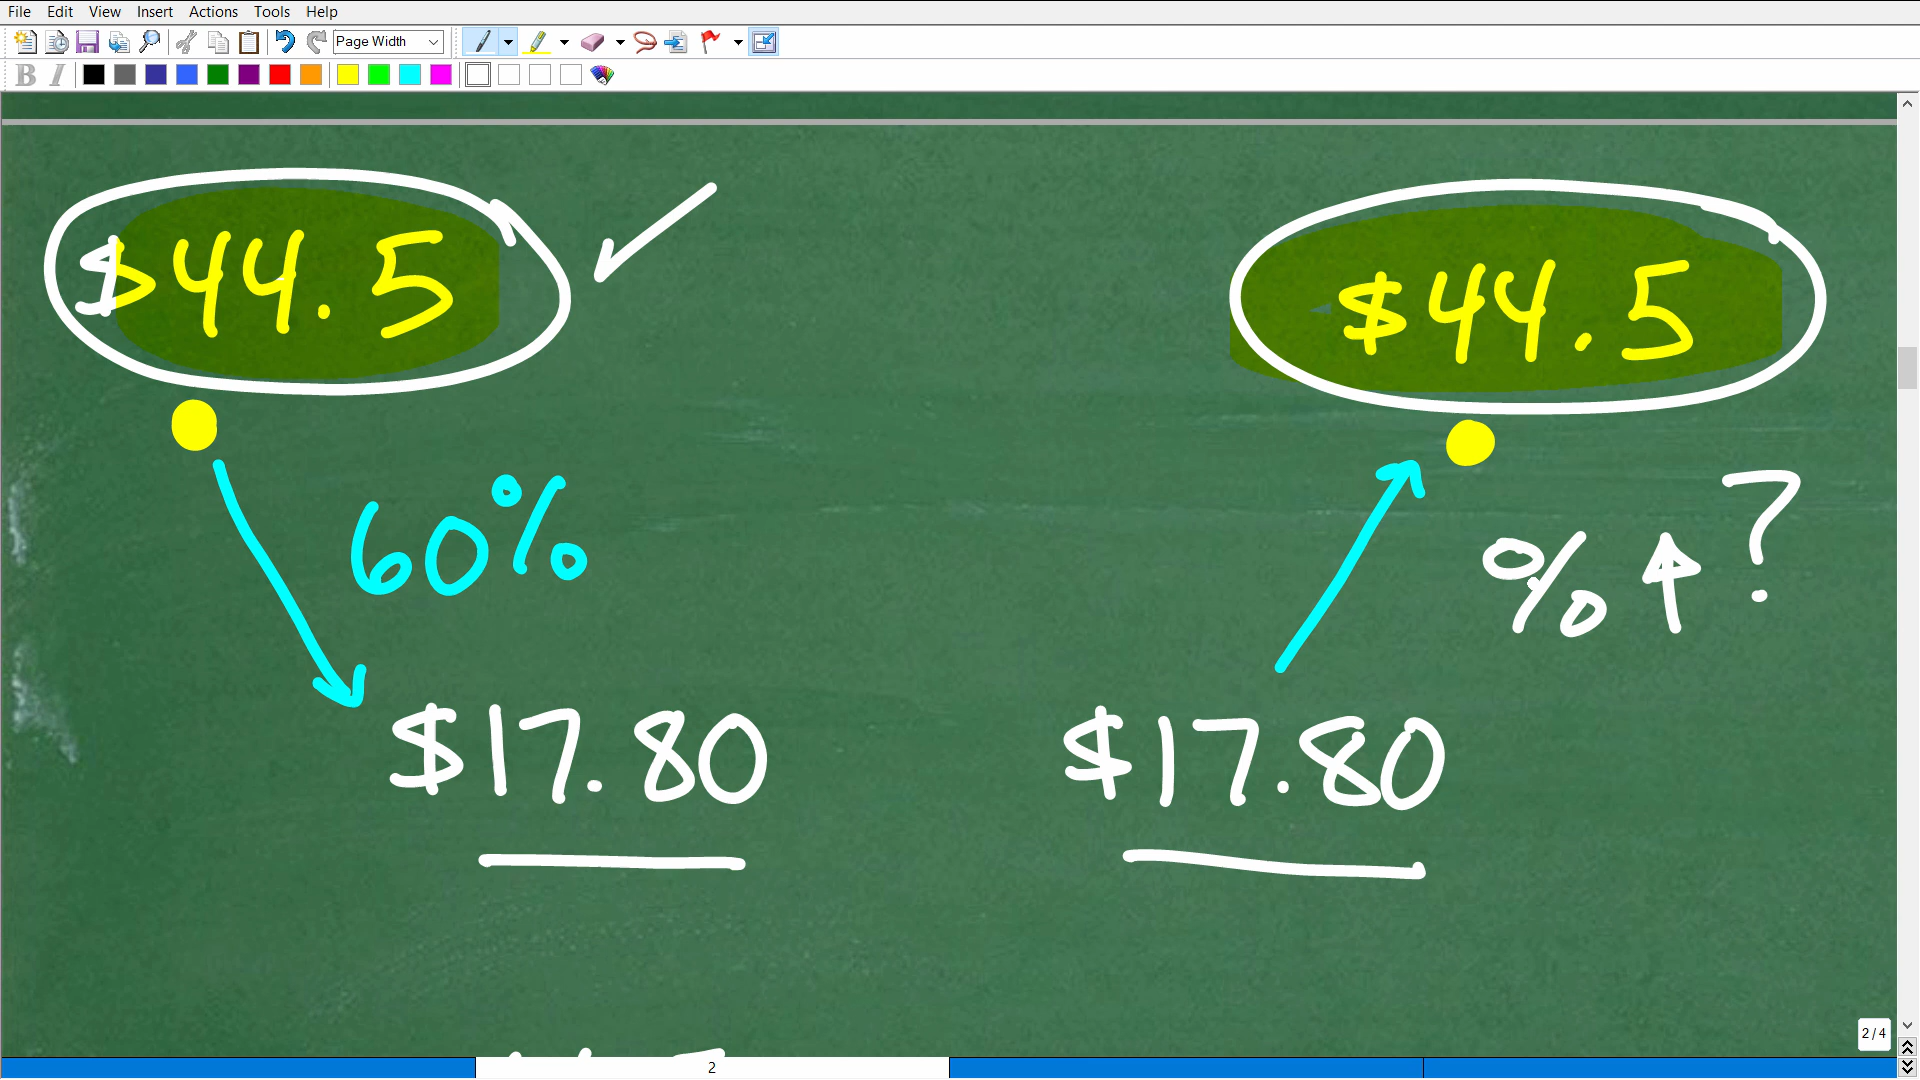 File Edit View Insert Actions Tools Help
Page Width
B I
$44.5
$44.5
60%
% ?
$17.80
$17.80
2/4
2